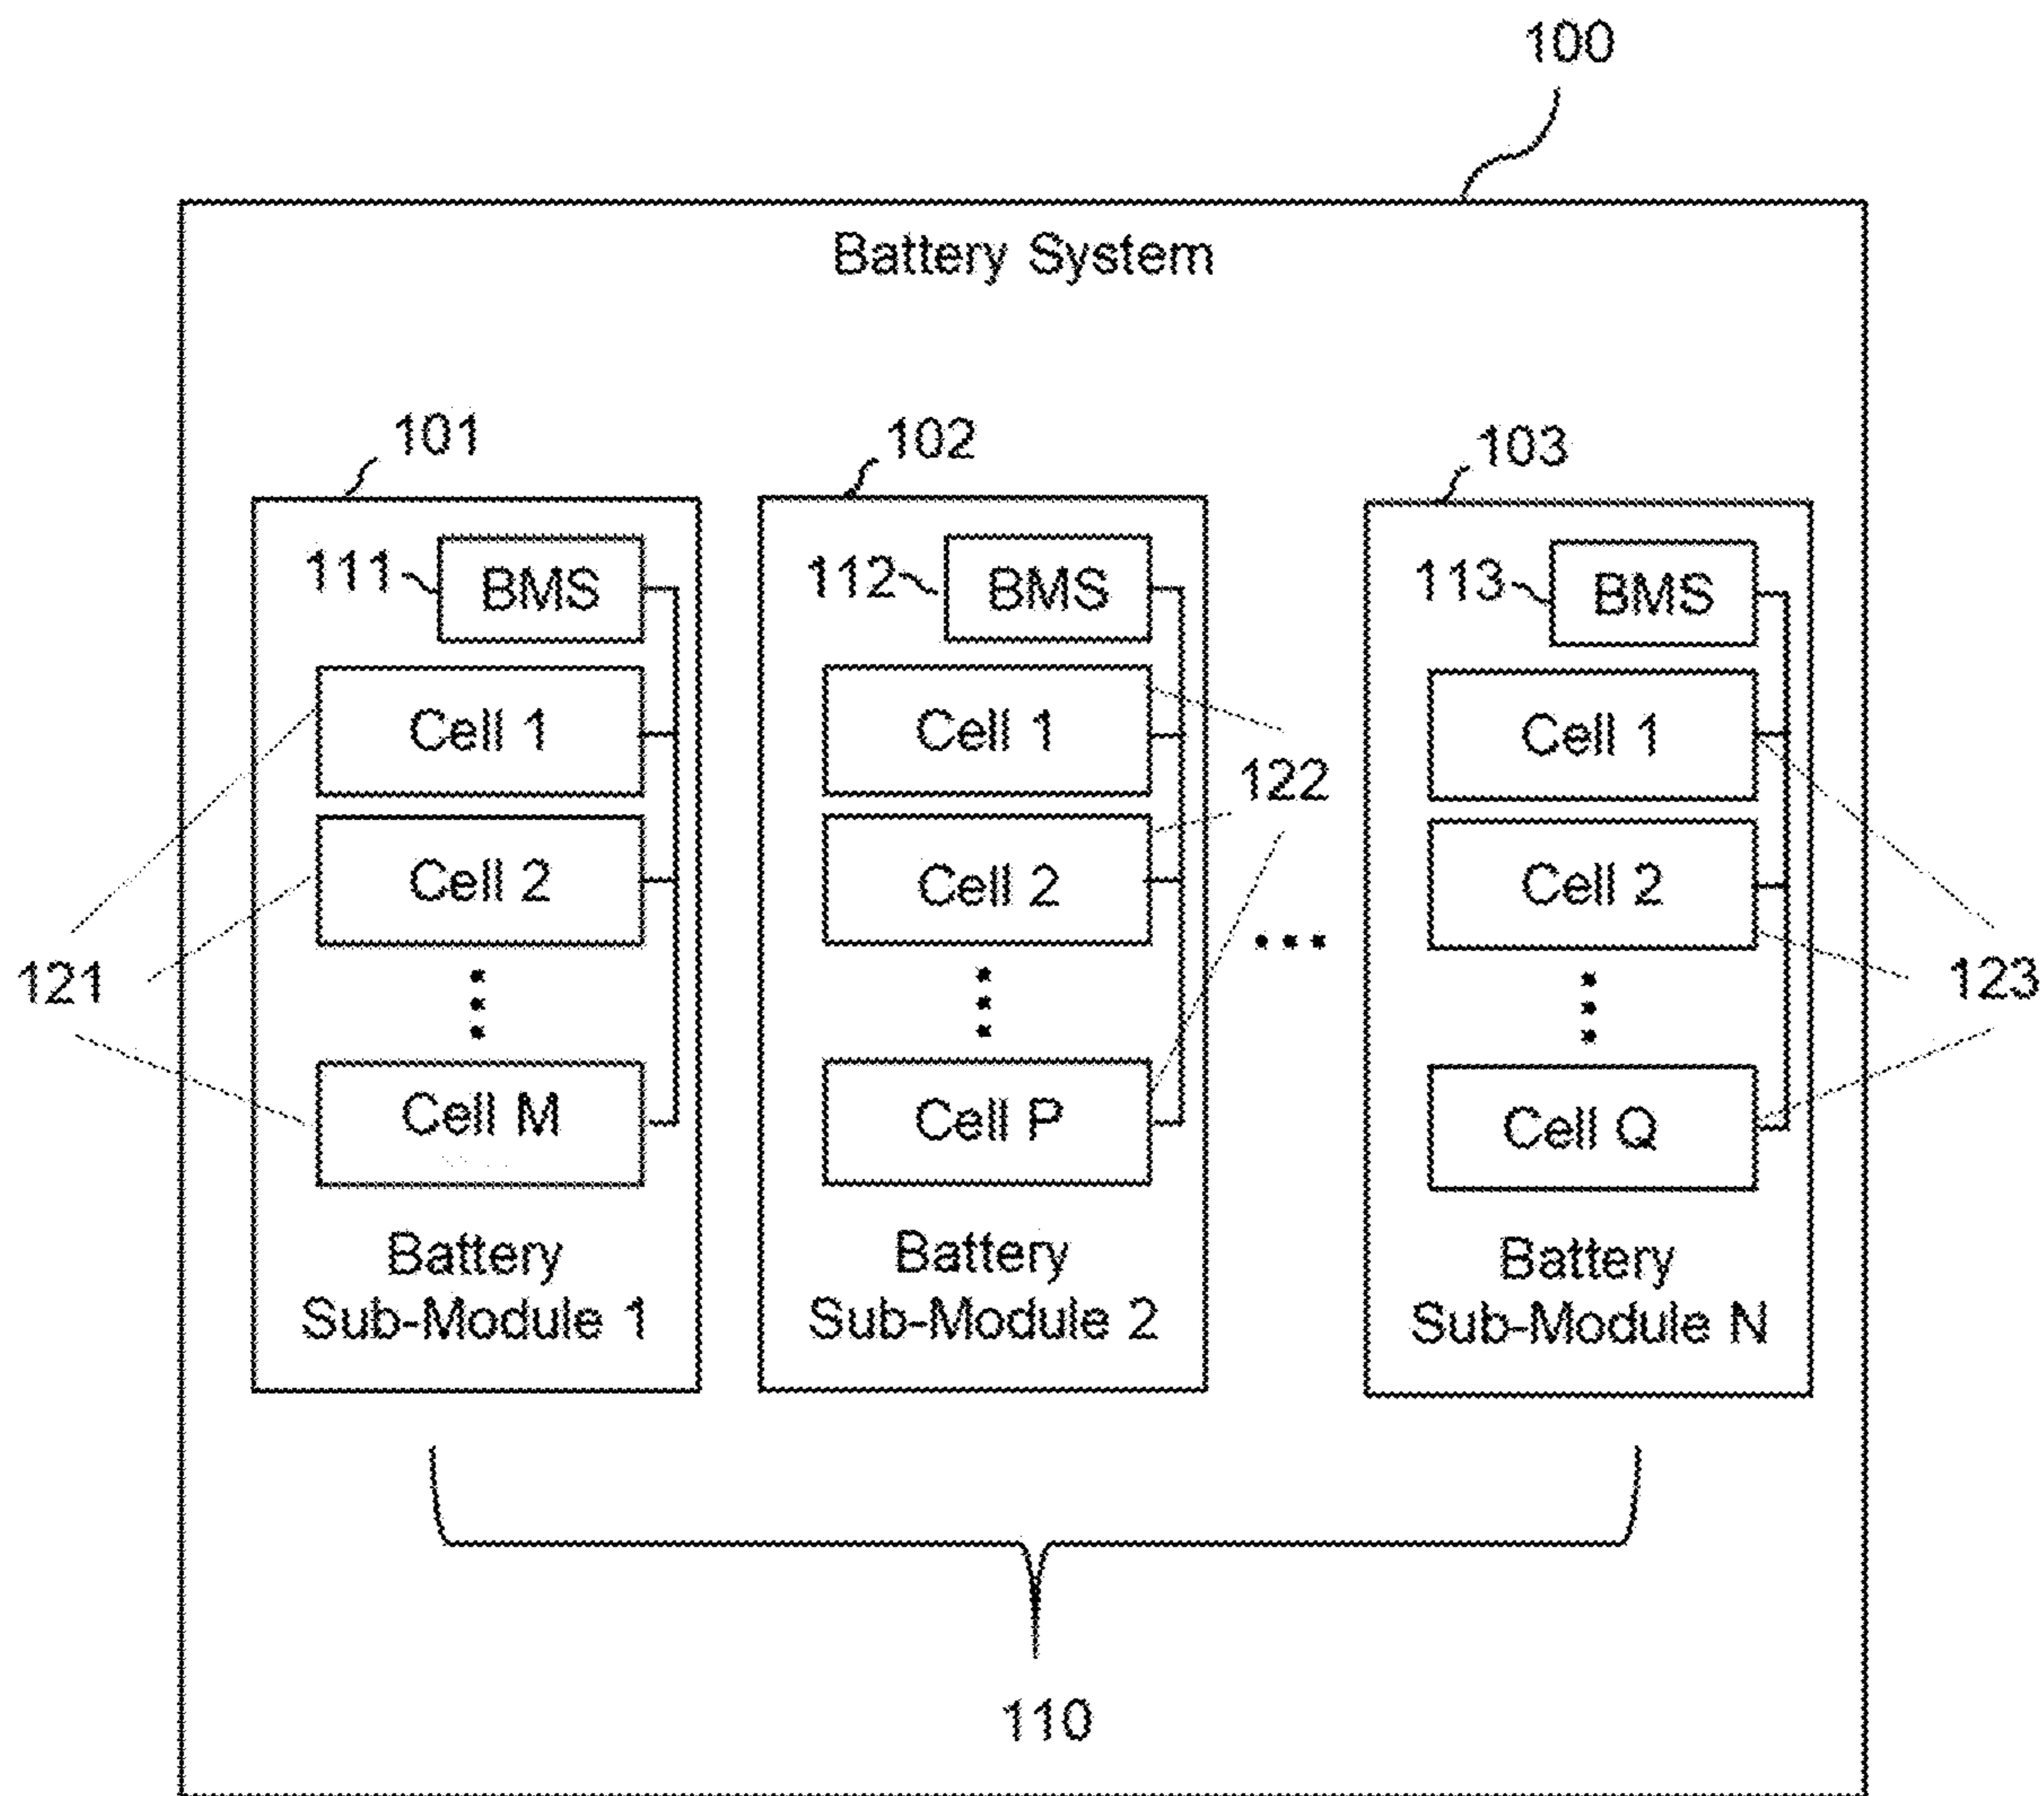 100
Battery System
101
102
103
111
BMS
112
BMS
113
BMS
Cell 1
Cell 1
Cell 1
122
Cell 2
Cell 2
Cell 2
121
123
Cell M
Cell P
Cell Q
Battery
Sub-Module 1
Battery
Sub-Module 2
Battery
Sub-Module N
110